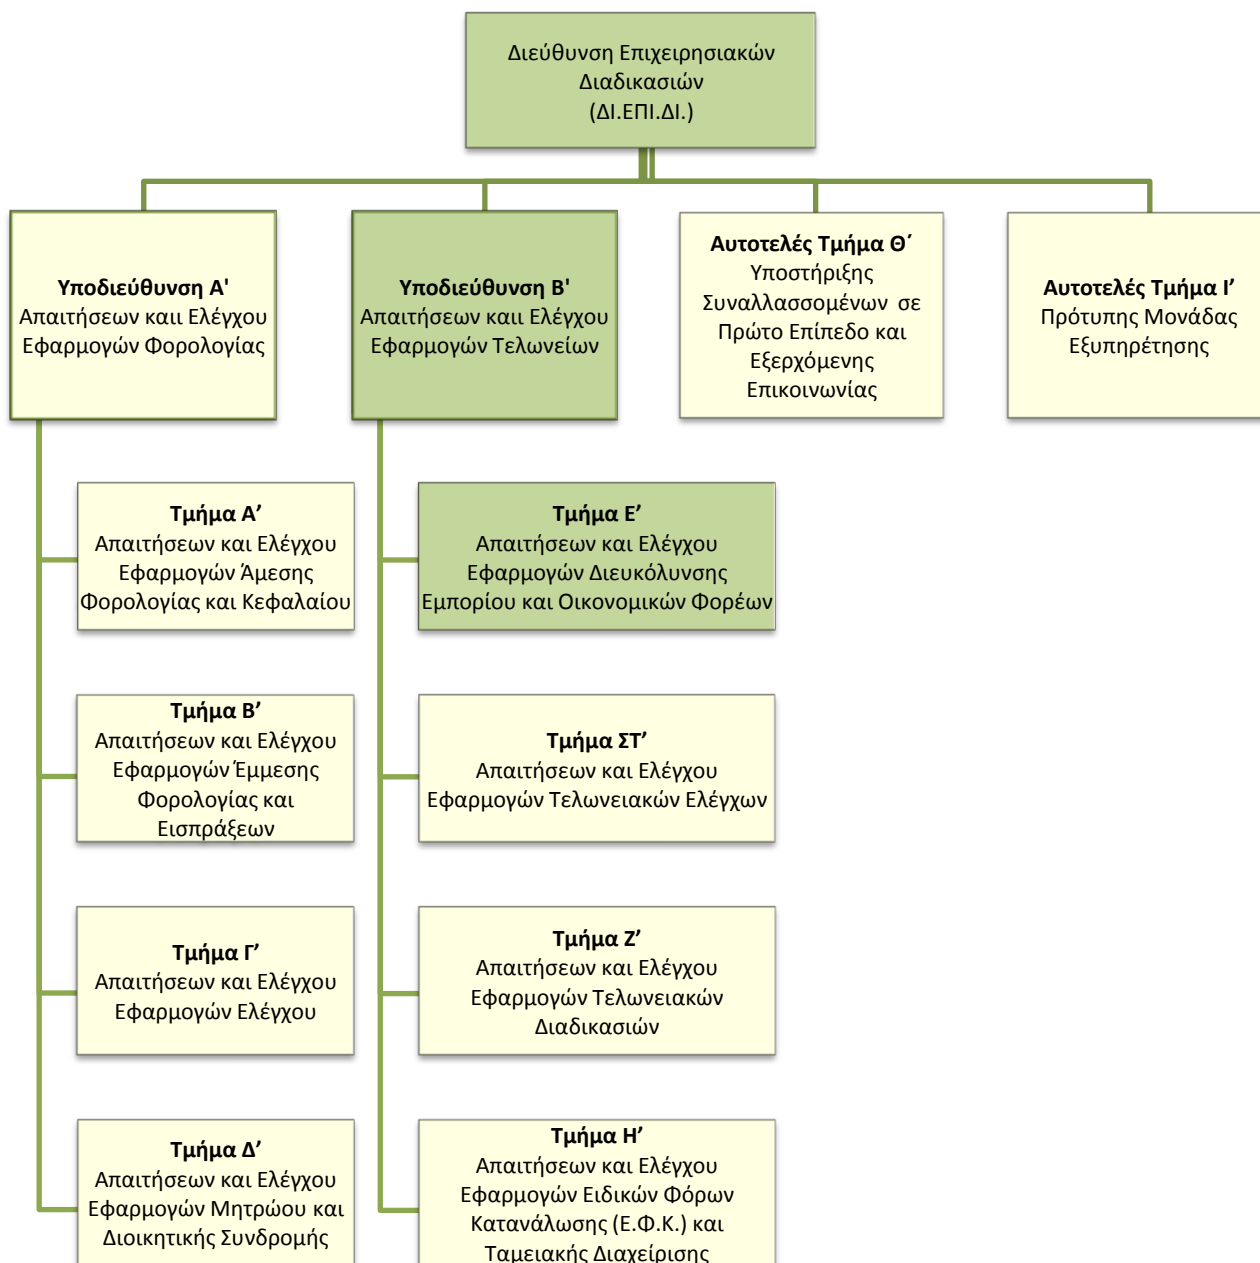 Διεύθυνση Επιχειρησιακών
Διαδικασιών
(ΔΙ.ΕΠΙ.ΔΙ.)
Υποδιεύθυνση Α'
Απαιτήσεων καιι Ελέγχου
Εφαρμογών Φορολογίας
Υποδιεύθυνση Β'
Απαιτήσεων καιι Ελέγχου
Εφαρμογών Τελωνείων
Αυτοτελές Τμήμα Θ΄
Υποστήριξης
Συναλλασσομένων σε
Πρώτο Επίπεδο και
Εξερχόμενης
Επικοινωνίας
Αυτοτελές Τμήμα Ι’
Πρότυπης Μονάδας
Εξυπηρέτησης
Τμήμα Α’
Απαιτήσεων και Ελέγχου
Εφαρμογών Άμεσης
Φορολογίας και Κεφαλαίου
Τμήμα Β’
Απαιτήσεων και Ελέγχου
Εφαρμογών Έμμεσης
Φορολογίας και
Εισπράξεων
Τμήμα Γ’
Απαιτήσεων και Ελέγχου
Εφαρμογών Ελέγχου
Τμήμα Δ’
Απαιτήσεων και Ελέγχου
Εφαρμογών Μητρώου και
Διοικητικής Συνδρομής
Τμήμα Ε’
Απαιτήσεων και Ελέγχου
Εφαρμογών Διευκόλυνσης
Εμπορίου και Οικονομικών Φορέων
Τμήμα ΣΤ’
Απαιτήσεων και Ελέγχου
Εφαρμογών Τελωνειακών Ελέγχων
Τμήμα Ζ’
Απαιτήσεων και Ελέγχου
Εφαρμογών Τελωνειακών
Διαδικασιών
Τμήμα Η’
Απαιτήσεων και Ελέγχου
Εφαρμογών Ειδικών Φόρων
Κατανάλωσης (Ε.Φ.Κ.) και
Ταμειακής Διαχείρισης